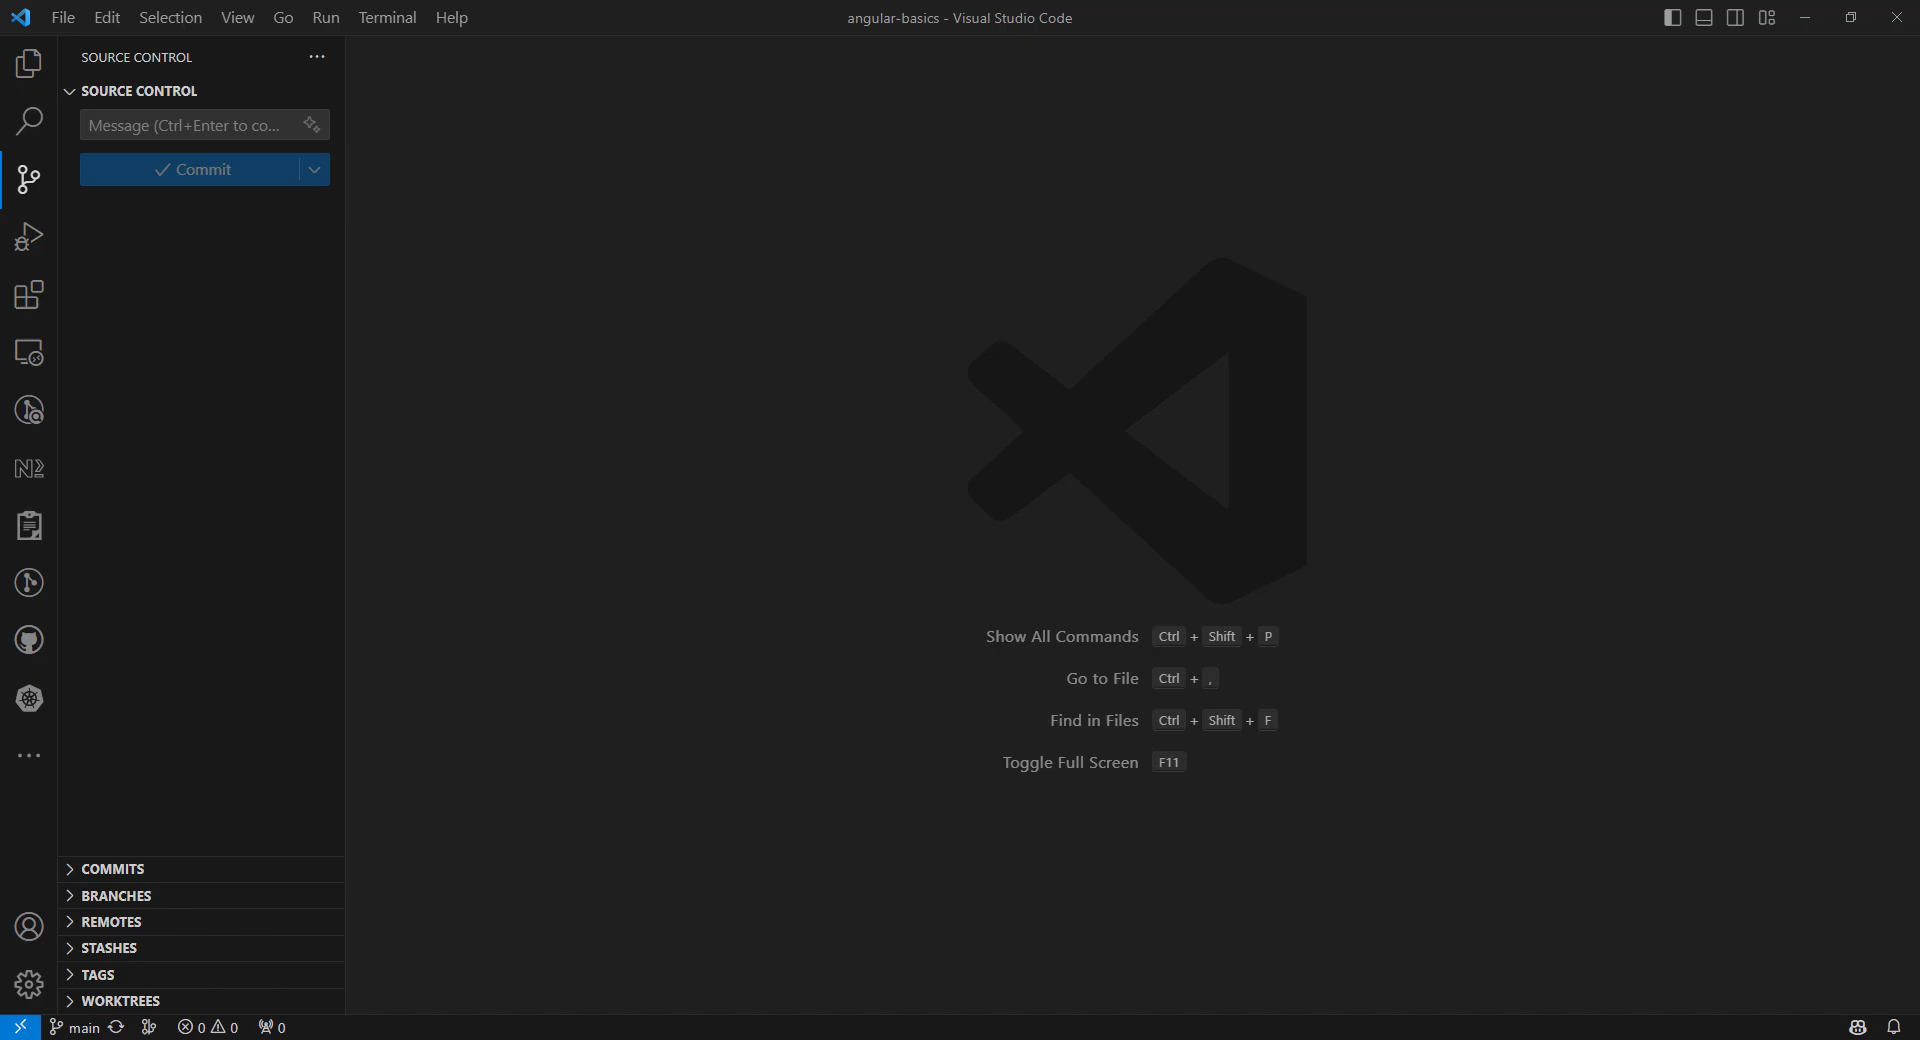 File Edit Selection View Go Run Terminal Help
angular-basics - Visual Studio Code
SOURCE CONTROL
SOURCE CONTROL
Message (Ctrl+Enter to co...
Commit
Show All Commands Ctrl + Shift + P
Go to File Ctrl + ,
Find in Files Ctrl + Shift + F
Toggle Full Screen F11
COMMITS
BRANCHES
REMOTES
STASHES
TAGS
WORKTREES
main 0 0 0